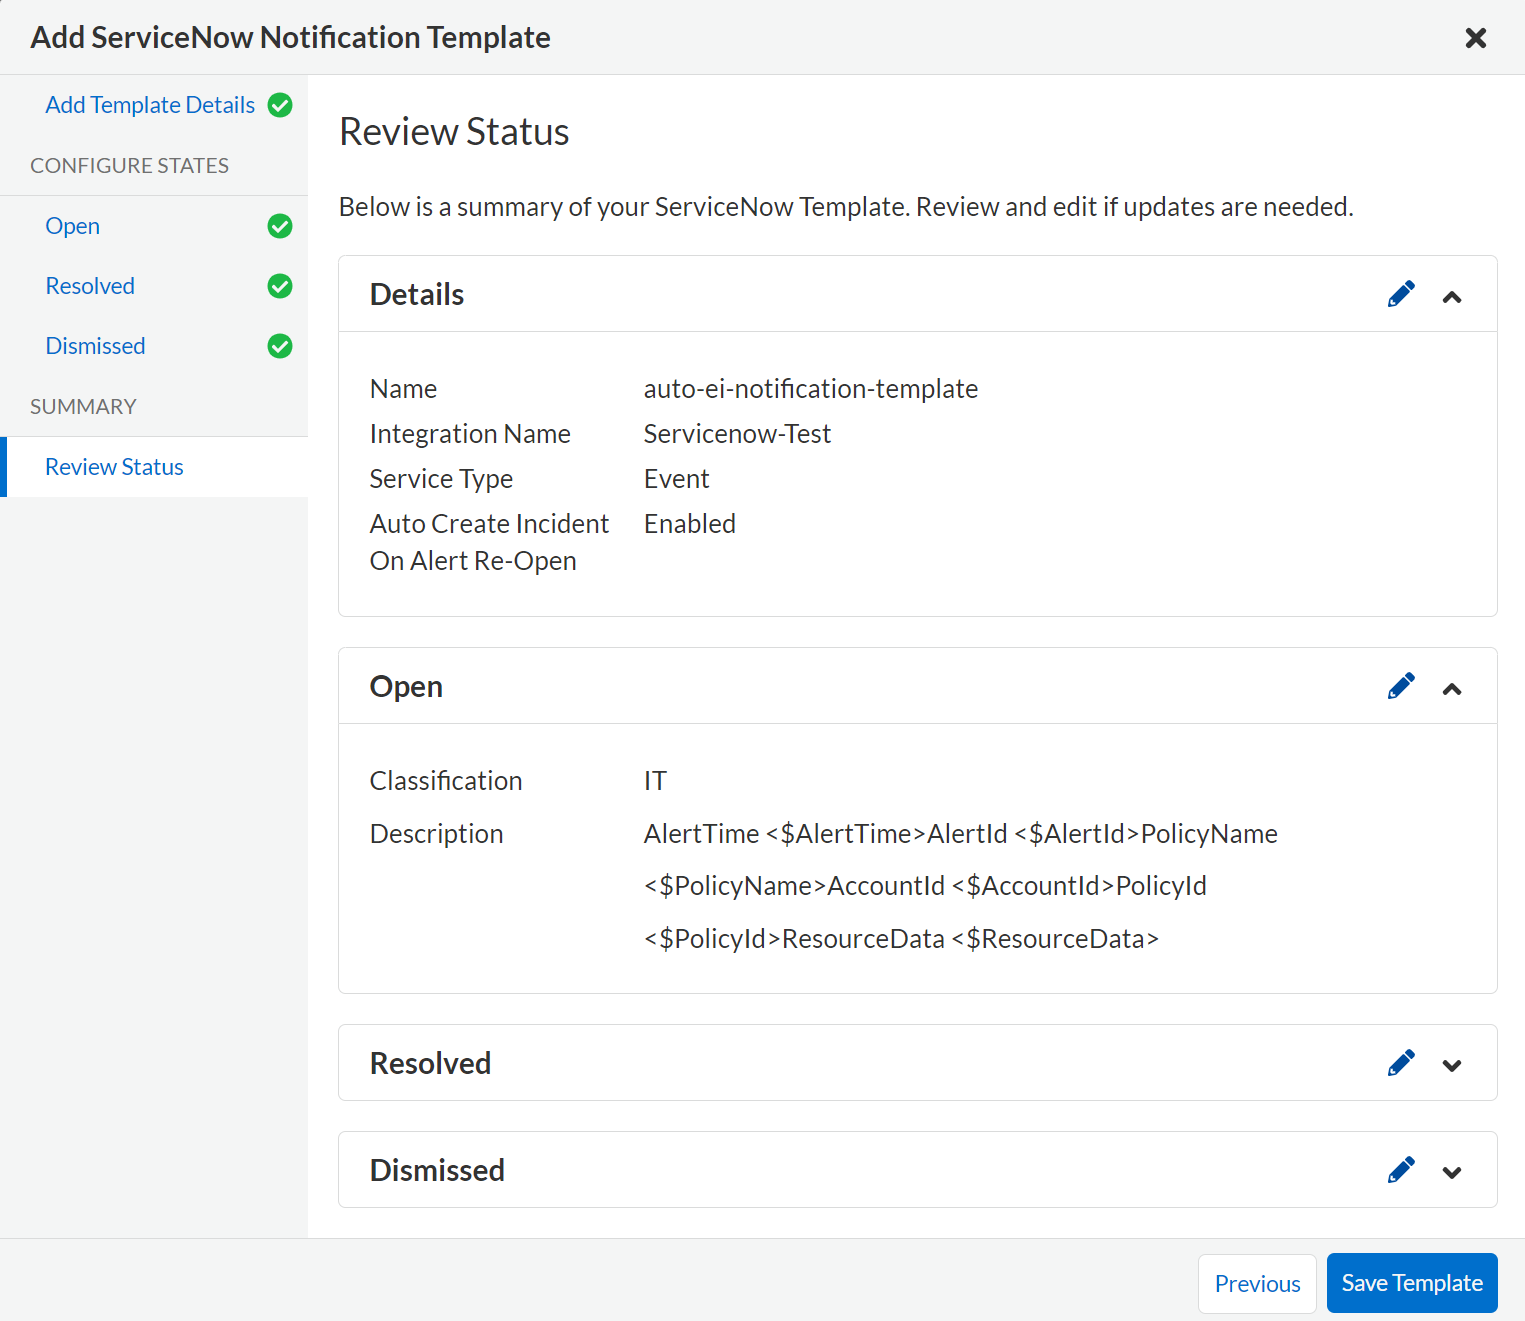 Add ServiceNow Notification Template
Add Template Details
CONFIGURE STATES
Open
Resolved
Dismissed
SUMMARY
Review Status
Review Status
Below is a summary of your ServiceNow Template. Review and edit if updates are needed.
Details
Name auto-ei-notification-template
Integration Name Servicenow-Test
Service Type Event
Auto Create Incident Enabled
On Alert Re-Open
Open
Classification IT
Description AlertTime <$AlertTime>AlertId <$AlertId>PolicyName
<$PolicyName>AccountId <$AccountId>PolicyId
<$PolicyId>ResourceData <$ResourceData>
Resolved
Dismissed
Previous Save Template